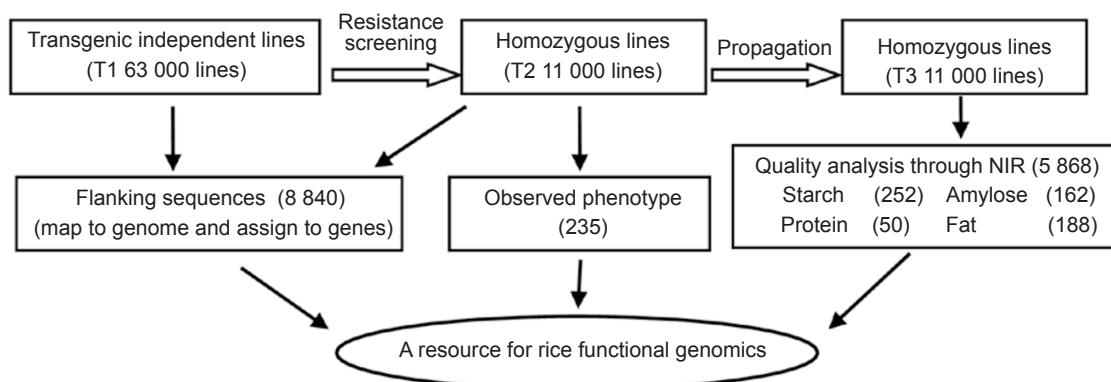 Transgenic independent lines
(T1 63 000 lines)
Resistance
screening
Homozygous lines
(T2 11 000 lines)
Propagation
Homozygous lines
(T3 11 000 lines)
Flanking sequences (8 840)
(map to genome and assign to genes)
Observed phenotype
(235)
Quality analysis through NIR (5 868)
Starch (252) Amylose (162)
Protein (50) Fat (188)
A resource for rice functional genomics